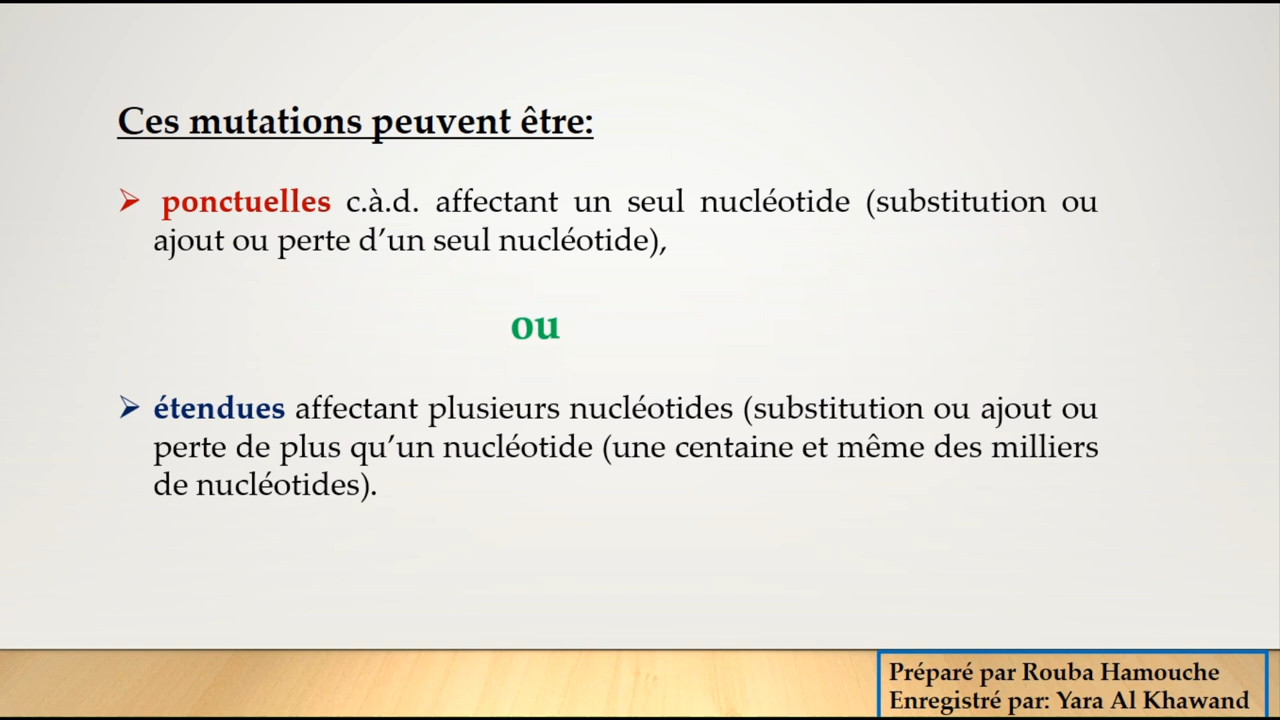 Ces mutations peuvent être:
➢ ponctuelles c.à.d. affectant un seul nucléotide (substitution ou
ajout ou perte d’un seul nucléotide),
ou
➢ étendues affectant plusieurs nucléotides (substitution ou ajout ou
perte de plus qu’un nucléotide (une centaine et même des milliers
de nucléotides).
Préparé par Rouba Hamouche
Enregistré par: Yara Al Khawand